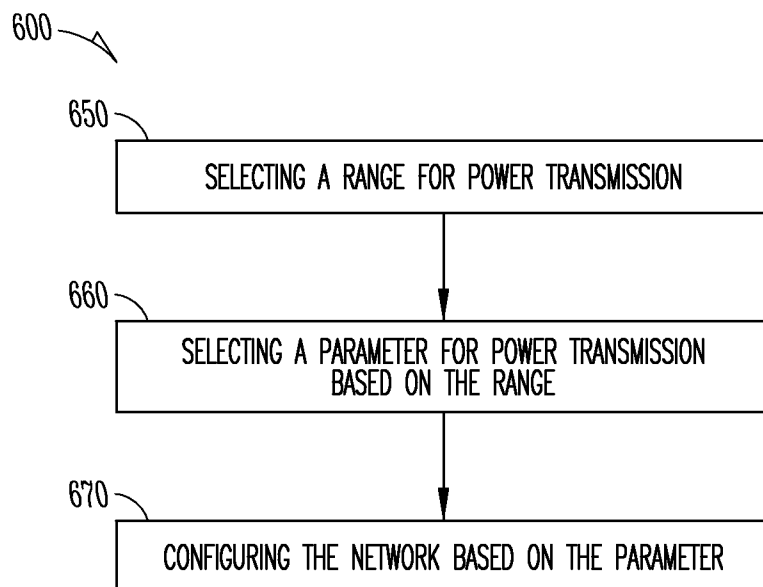 600
650
SELECTING A RANGE FOR POWER TRANSMISSION
660
SELECTING A PARAMETER FOR POWER TRANSMISSION
BASED ON THE RANGE
670
CONFIGURING THE NETWORK BASED ON THE PARAMETER